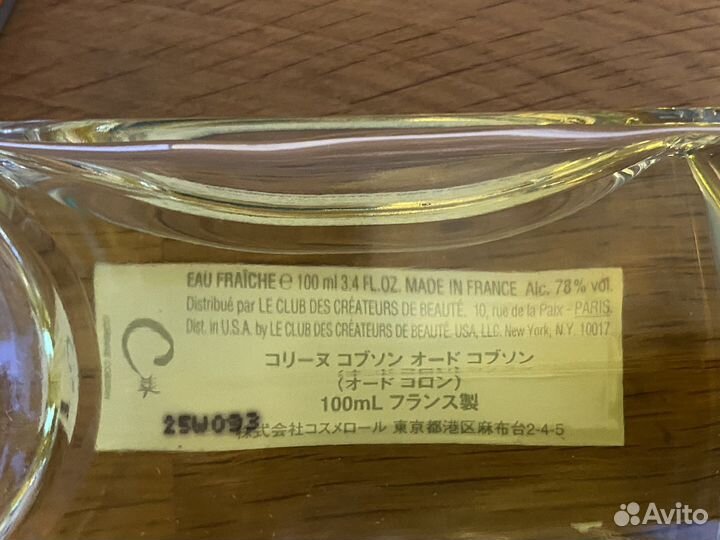 EAU FRAÎCHE ℮ 100 ml 3.4 FL.OZ. MADE IN FRANCE Alc. 78% vol.
Distribué par LE CLUB DES CRÉATEURS DE BEAUTÉ. 10, rue de la Paix - PARIS.
Dist. in U.S.A. by LE CLUB DES CRÉATEURS DE BEAUTÉ. USA, LLC. New York, N.Y. 10017
コリーヌ コブソン オード コブソン
(オード コロン)
100mL フランス製
25W093
株式会社コスメロール 東京都港区麻布台2-4-5
Avito